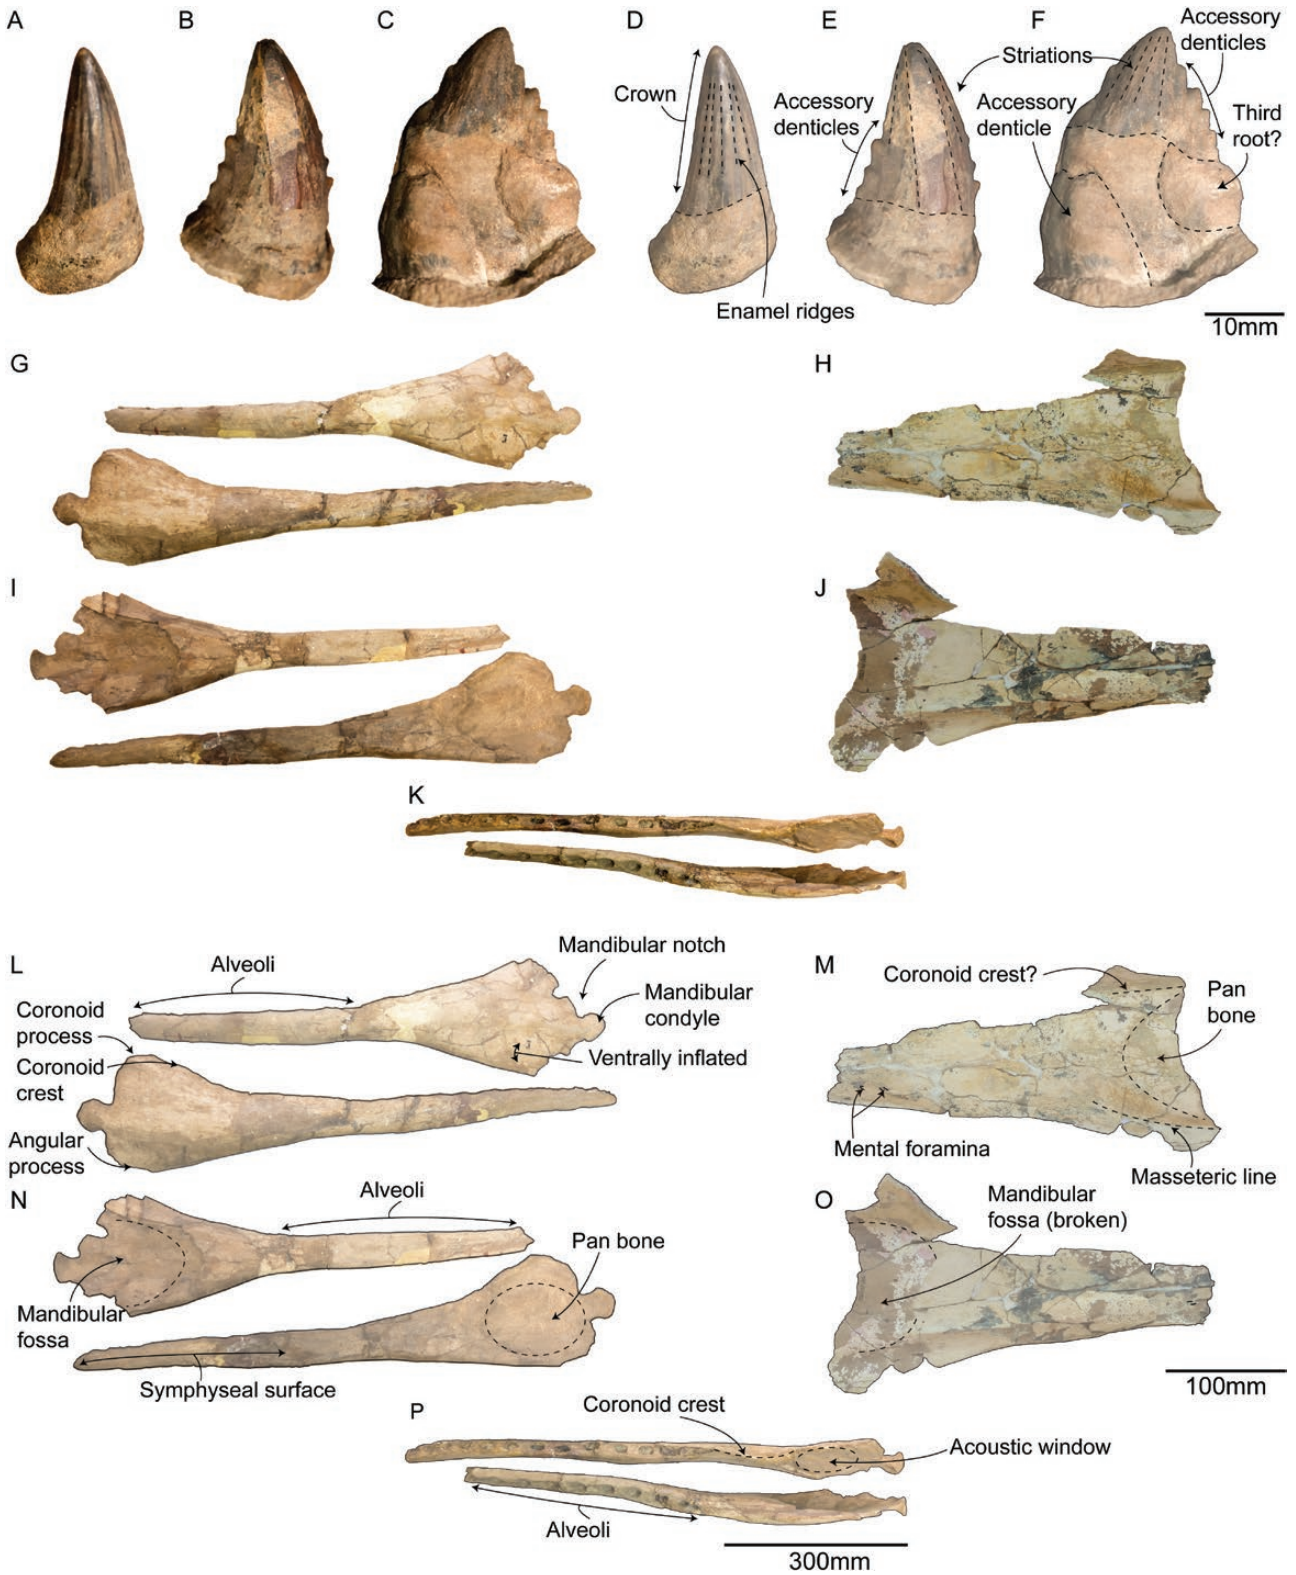 A
B
C
D
E
F
Crown
Accessory
denticles
Striations
Accessory
denticle
Accessory
denticles
Third
root?
Enamel ridges
10mm
G
H
I
J
K
L
Alveoli
Coronoid
process
Coronoid
crest
Angular
process
Mandibular notch
Mandibular
condyle
Ventrally inflated
M
Coronoid crest?
Pan
bone
Mental foramina
Masseteric line
N
Alveoli
Pan bone
Mandibular
fossa
Symphyseal surface
O
Mandibular
fossa (broken)
100mm
P
Coronoid crest
Acoustic window
Alveoli
300mm